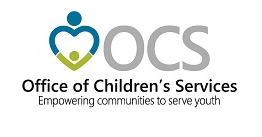 OCS
Office of Children's Services
Empowering communities to serve youth